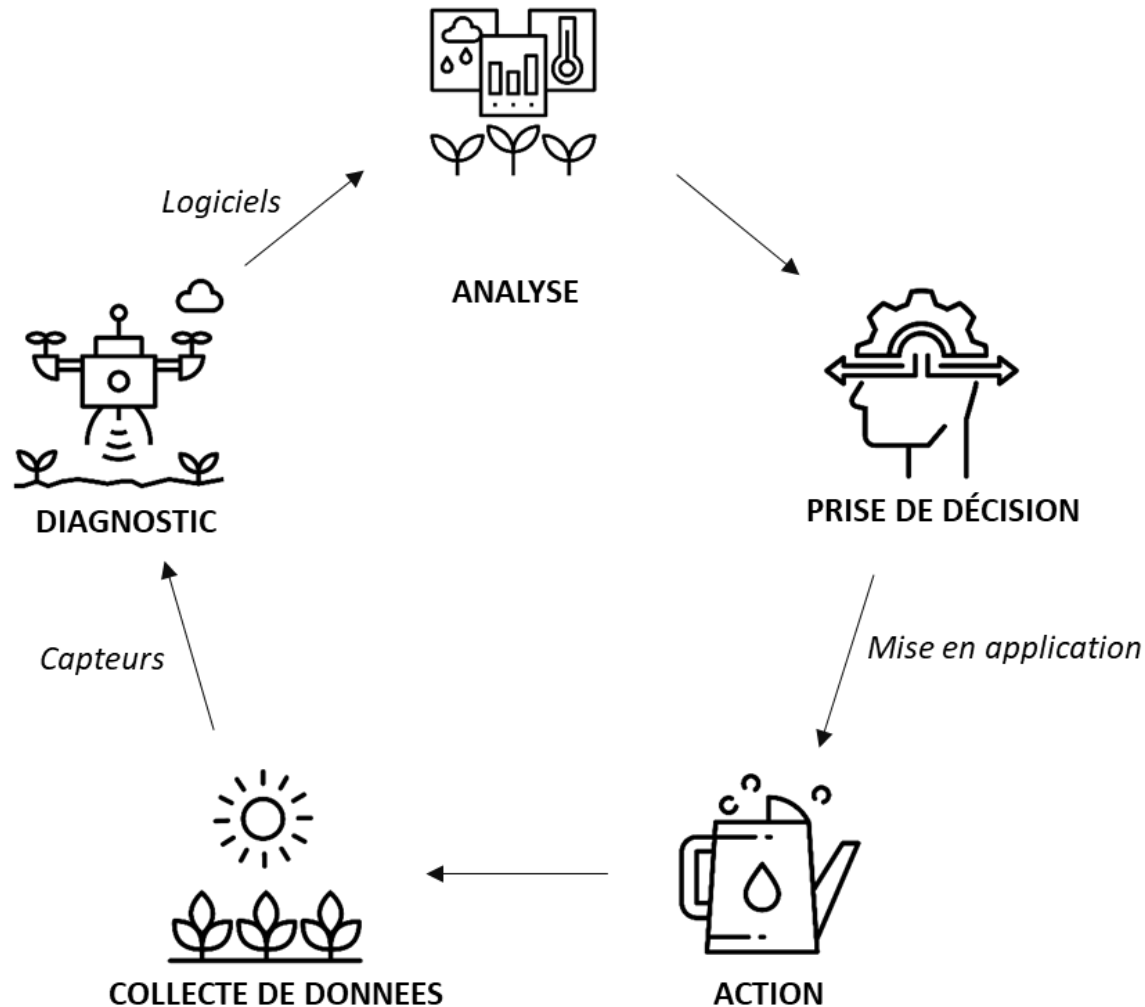 Logiciels
ANALYSE
DIAGNOSTIC
PRISE DE DÉCISION
Capteurs
Mise en application
COLLECTE DE DONNEES
ACTION